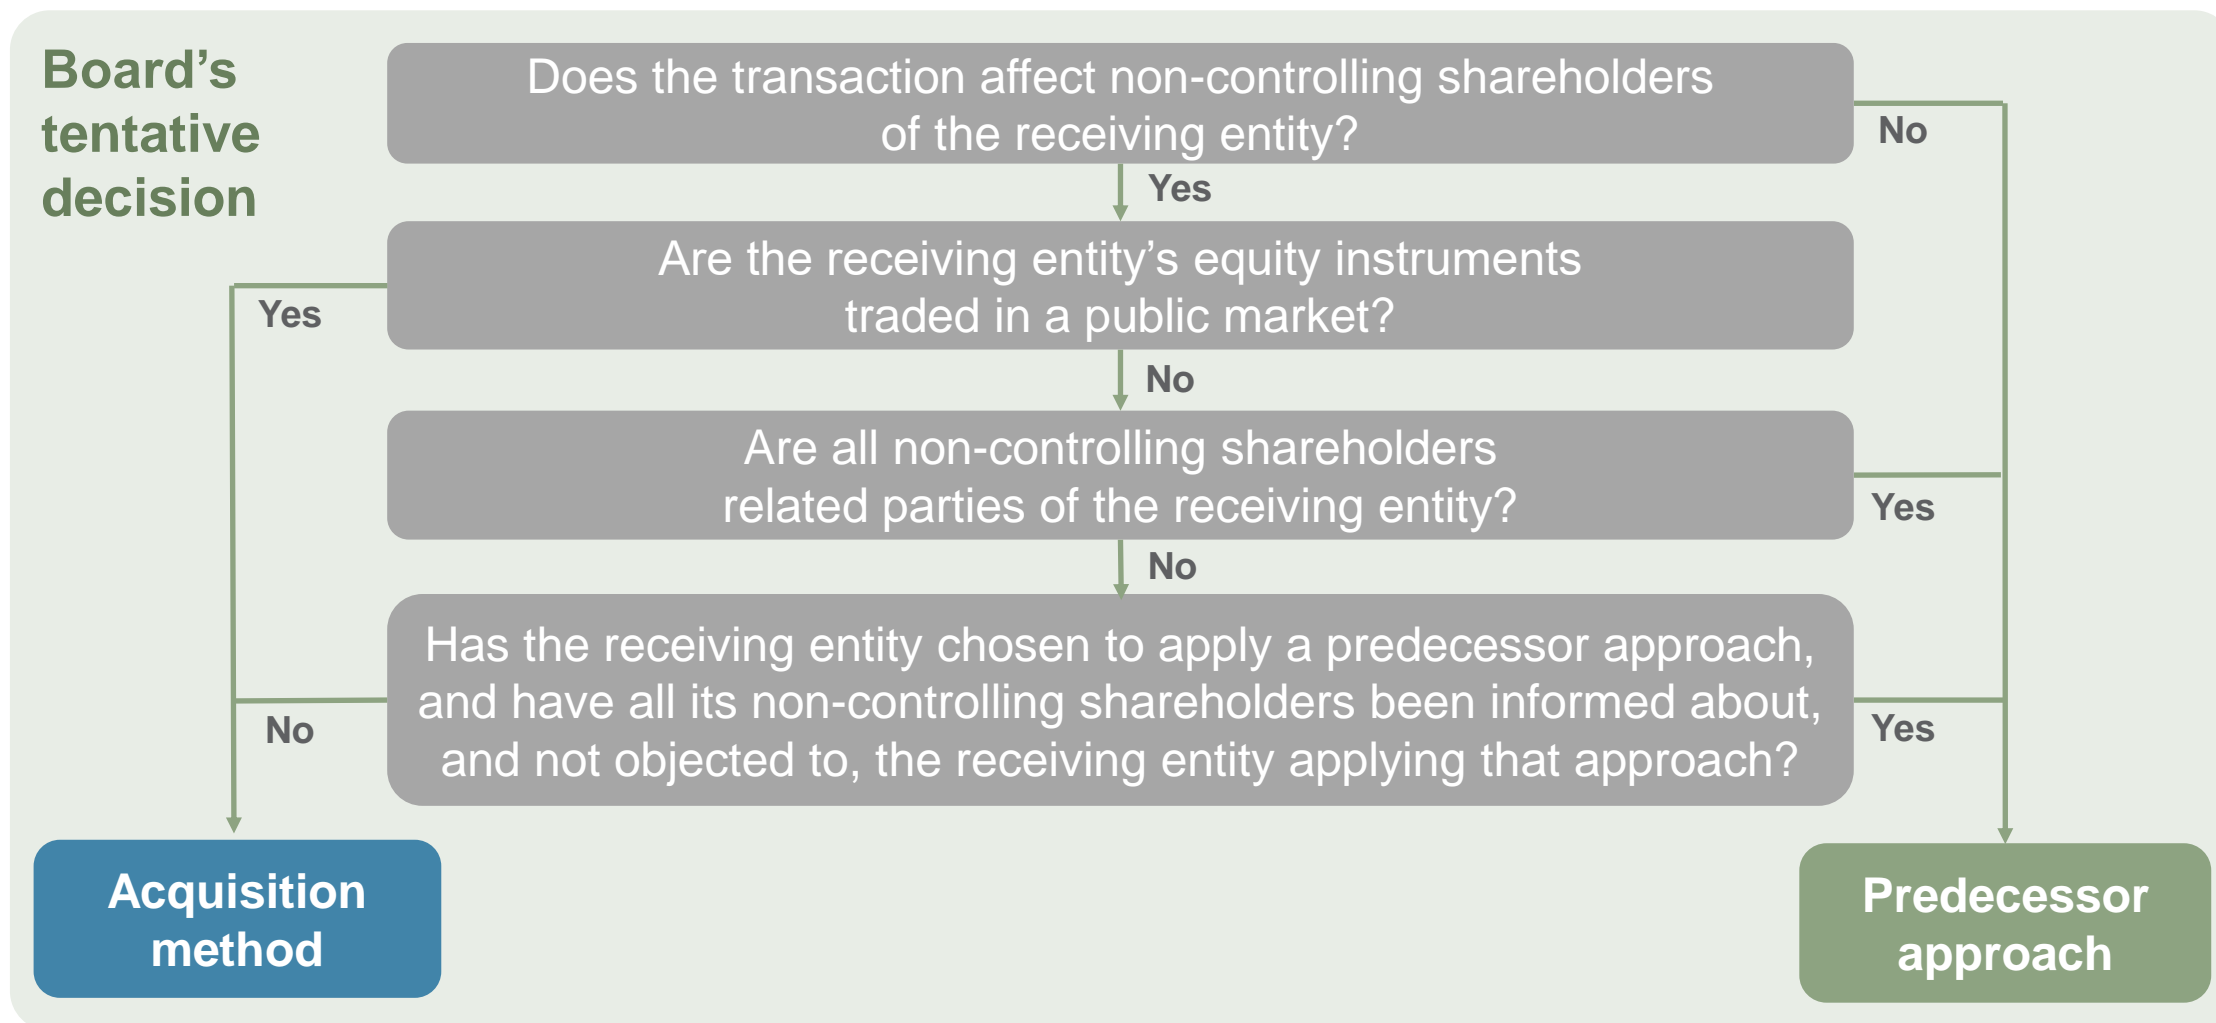 Board’s
tentative
decision
Does the transaction affect non-controlling shareholders
of the receiving entity?
No
Yes
Are the receiving entity’s equity instruments
traded in a public market?
Yes
No
Are all non-controlling shareholders
related parties of the receiving entity?
Yes
No
Has the receiving entity chosen to apply a predecessor approach,
and have all its non-controlling shareholders been informed about,
and not objected to, the receiving entity applying that approach?
No
Yes
Acquisition
method
Predecessor
approach